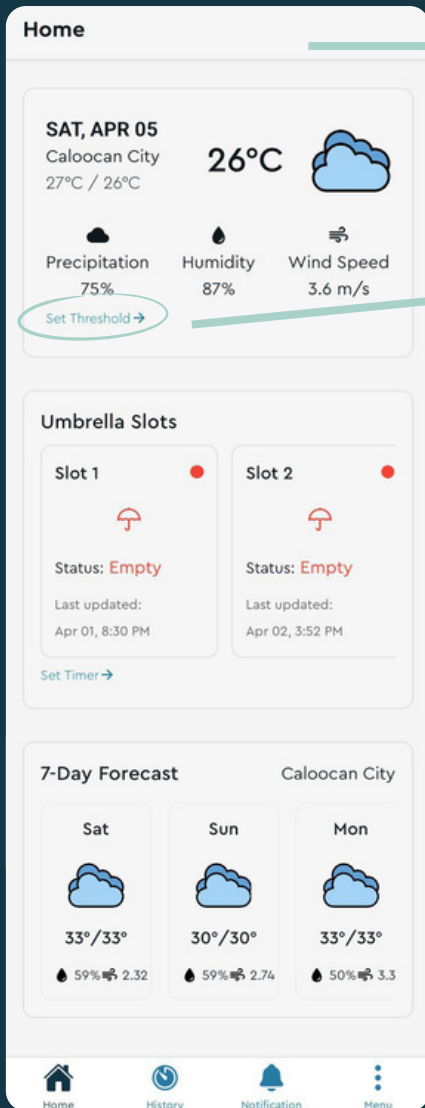 Home
SAT, APR 05
Caloocan City
27°C / 26°C
26°C
Precipitation Humidity Wind Speed
75% 87% 3.6 m/s
Set Threshold →
Umbrella Slots
Slot 1
Status: Empty
Last updated:
Apr 01, 8:30 PM
Slot 2
Status: Empty
Last updated:
Apr 02, 3:52 PM
Set Timer →
7-Day Forecast Caloocan City
Sat Sun Mon
33°/33° 30°/30° 33°/33°
59% 2.32 59% 2.74 50% 3.3
Home History Notification Menu